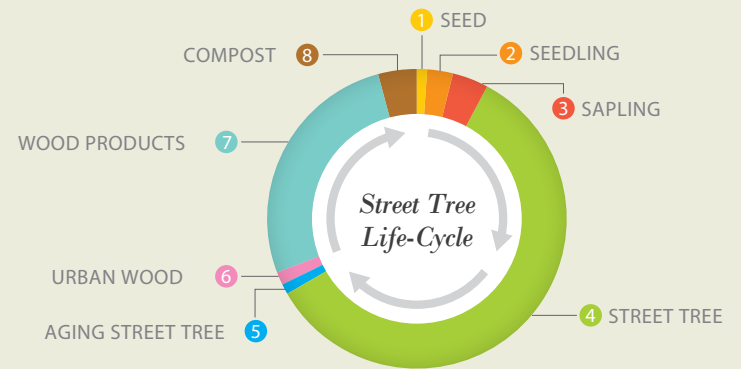 1 SEED
2 SEEDLING
3 SAPLING
4 STREET TREE
5 AGING STREET TREE
6 URBAN WOOD
7 WOOD PRODUCTS
8 COMPOST
Street Tree
Life-Cycle